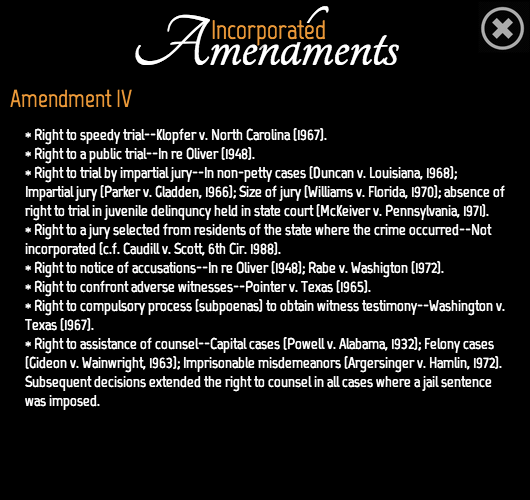 Incorporated
Amendments
Amendment IV
* Right to speedy trial--Klopfer v. North Carolina (1967).
* Right to a public trial--In re Oliver (1948).
* Right to trial by impartial jury--In non-petty cases (Duncan v. Louisiana, 1968);
Impartial jury (Parker v. Gladden, 1966); Size of jury (Williams v. Florida, 1970); absence of
right to trial in juvenile delinquncy held in state court (McKeiver v. Pennsylvania, 1971).
* Right to a jury selected from residents of the state where the crime occurred--Not
incorporated (c.f. Caudill v. Scott, 6th Cir. 1988).
* Right to notice of accusations--In re Oliver (1948); Rabe v. Washigton (1972).
* Right to confront adverse witnesses--Pointer v. Texas (1965).
* Right to compulsory process (subpoenas) to obtain witness testimony--Washington v.
Texas (1967).
* Right to assistance of counsel--Capital cases (Powell v. Alabama, 1932); Felony cases
(Gideon v. Wainwright, 1963); Imprisonable misdemeanors (Argersinger v. Hamlin, 1972).
Subsequent decisions extended the right to counsel in all cases where a jail sentence
was imposed.